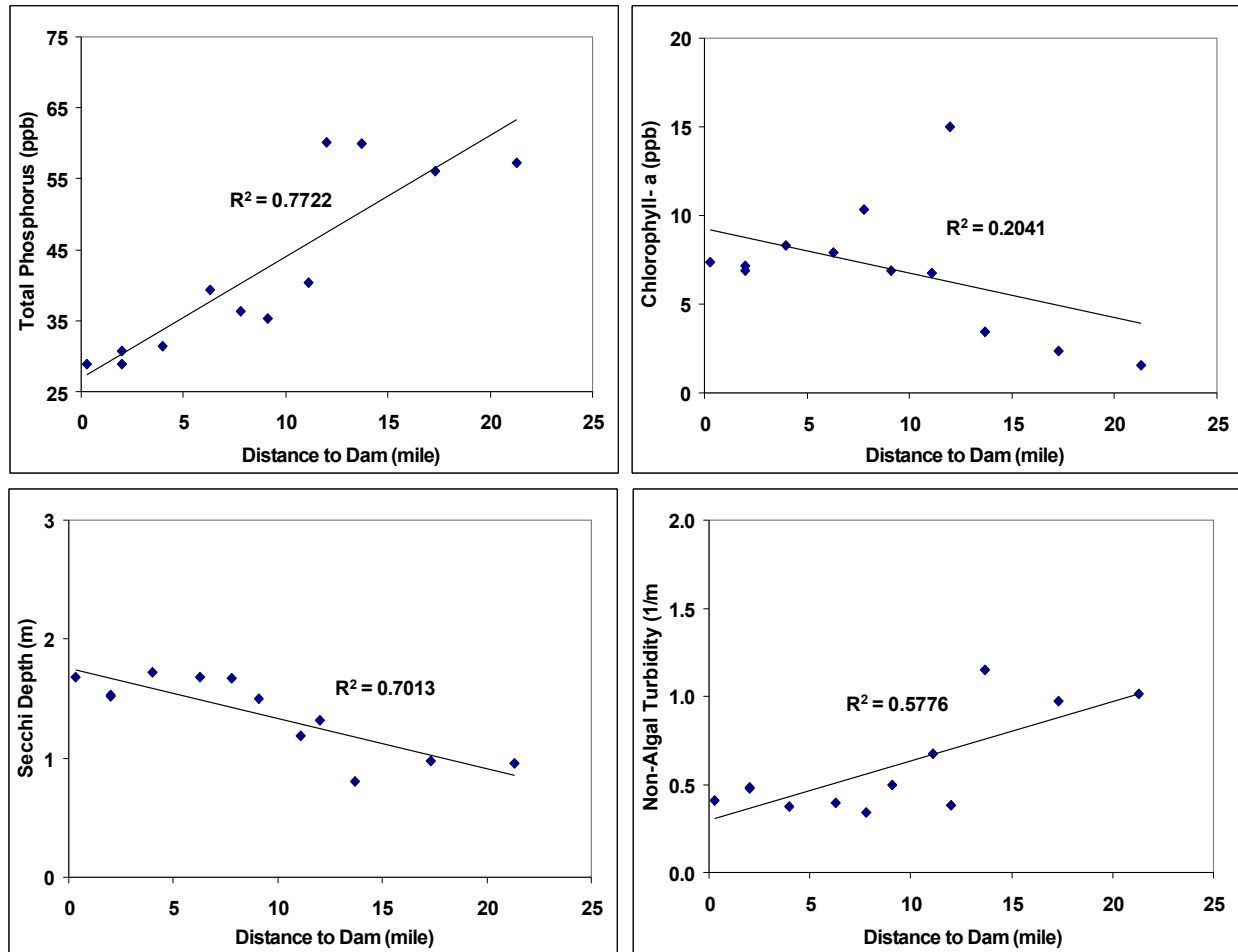 75
65
55
45
35
25
Total Phosphorus (ppb)
R² = 0.7722
0 5 10 15 20 25
Distance to Dam (mile)
20
15
10
5
0
Chlorophyll- a (ppb)
R² = 0.2041
0 5 10 15 20 25
Distance to Dam (mile)
3
2
1
0
Secchi Depth (m)
R² = 0.7013
0 5 10 15 20 25
Distance to Dam (mile)
2.0
1.5
1.0
0.5
0.0
Non-Algal Turbidity (1/m
R² = 0.5776
0 5 10 15 20 25
Distance to Dam (mile)